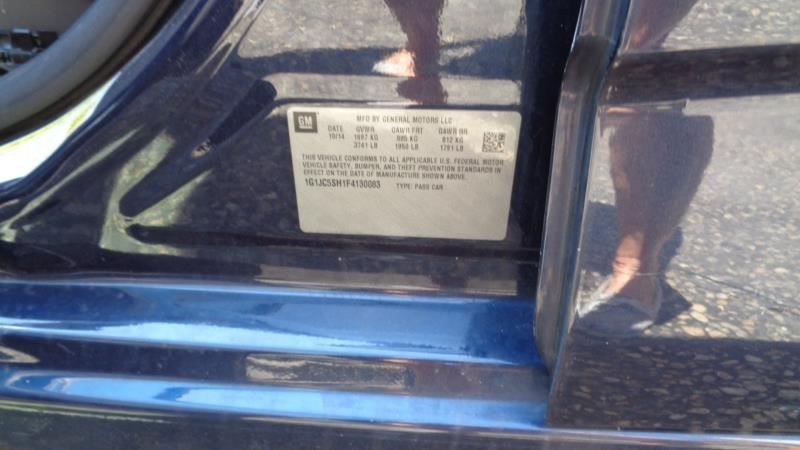 GM
MFD BY GENERAL MOTORS LLC
DATE GVWR GAWR FRT GAWR RR
10/14 1697 KG 885 KG 812 KG
3741 LB 1950 LB 1791 LB
THIS VEHICLE CONFORMS TO ALL APPLICABLE U.S. FEDERAL MOTOR
VEHICLE SAFETY, BUMPER, AND THEFT PREVENTION STANDARDS IN
EFFECT ON THE DATE OF MANUFACTURE SHOWN ABOVE.
1G1JC5SH1F4130083 TYPE: PASS CAR